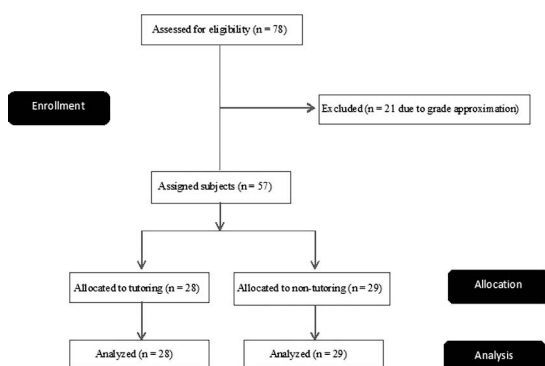 Assessed for eligibility (n = 78)
Enrollment
Excluded (n = 21 due to grade approximation)
Assigned subjects (n = 57)
Allocated to tutoring (n = 28)
Allocated to non-tutoring (n = 29)
Allocation
Analyzed (n = 28)
Analyzed (n = 29)
Analysis